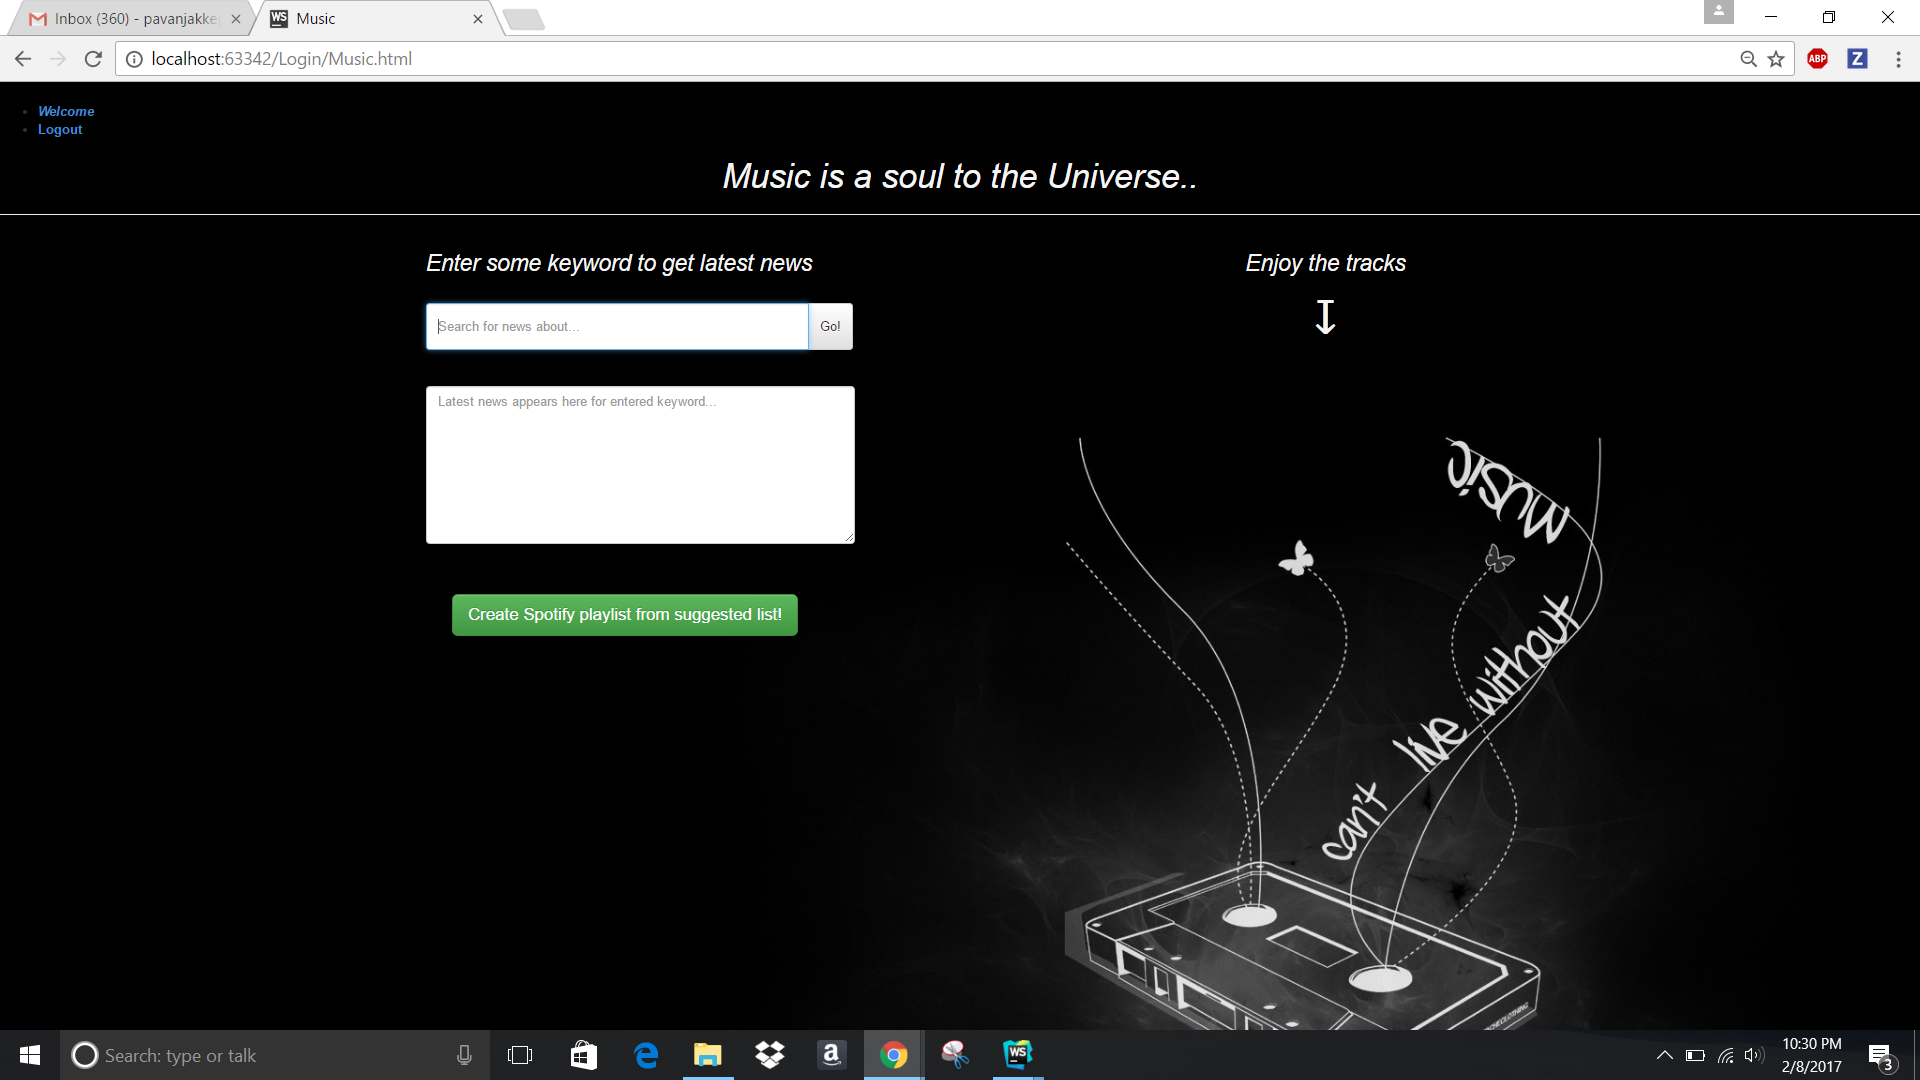 Inbox (360) - pavanjakke
WS Music
localhost:63342/Login/Music.html
ABP
Z
Welcome
Logout
Music is a soul to the Universe..
Enter some keyword to get latest news
Enjoy the tracks
Search for news about...
Go!
Latest news appears here for entered keyword...
Create Spotify playlist from suggested list!
Music
without
live
can't
CLOTHING
Search: type or talk
a
WS
10:30 PM
2/8/2017
3